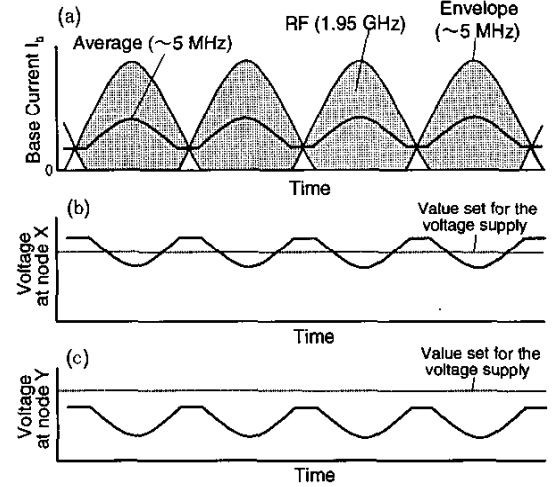 (a)
Average (~5 MHz)
RF (1.95 GHz)
Envelope
(~5 MHz)
Base Current Ib
0
Time
(b)
Value set for the
voltage supply
Voltage
at node X
Time
(c)
Value set for the
voltage supply
Voltage
at node Y
Time